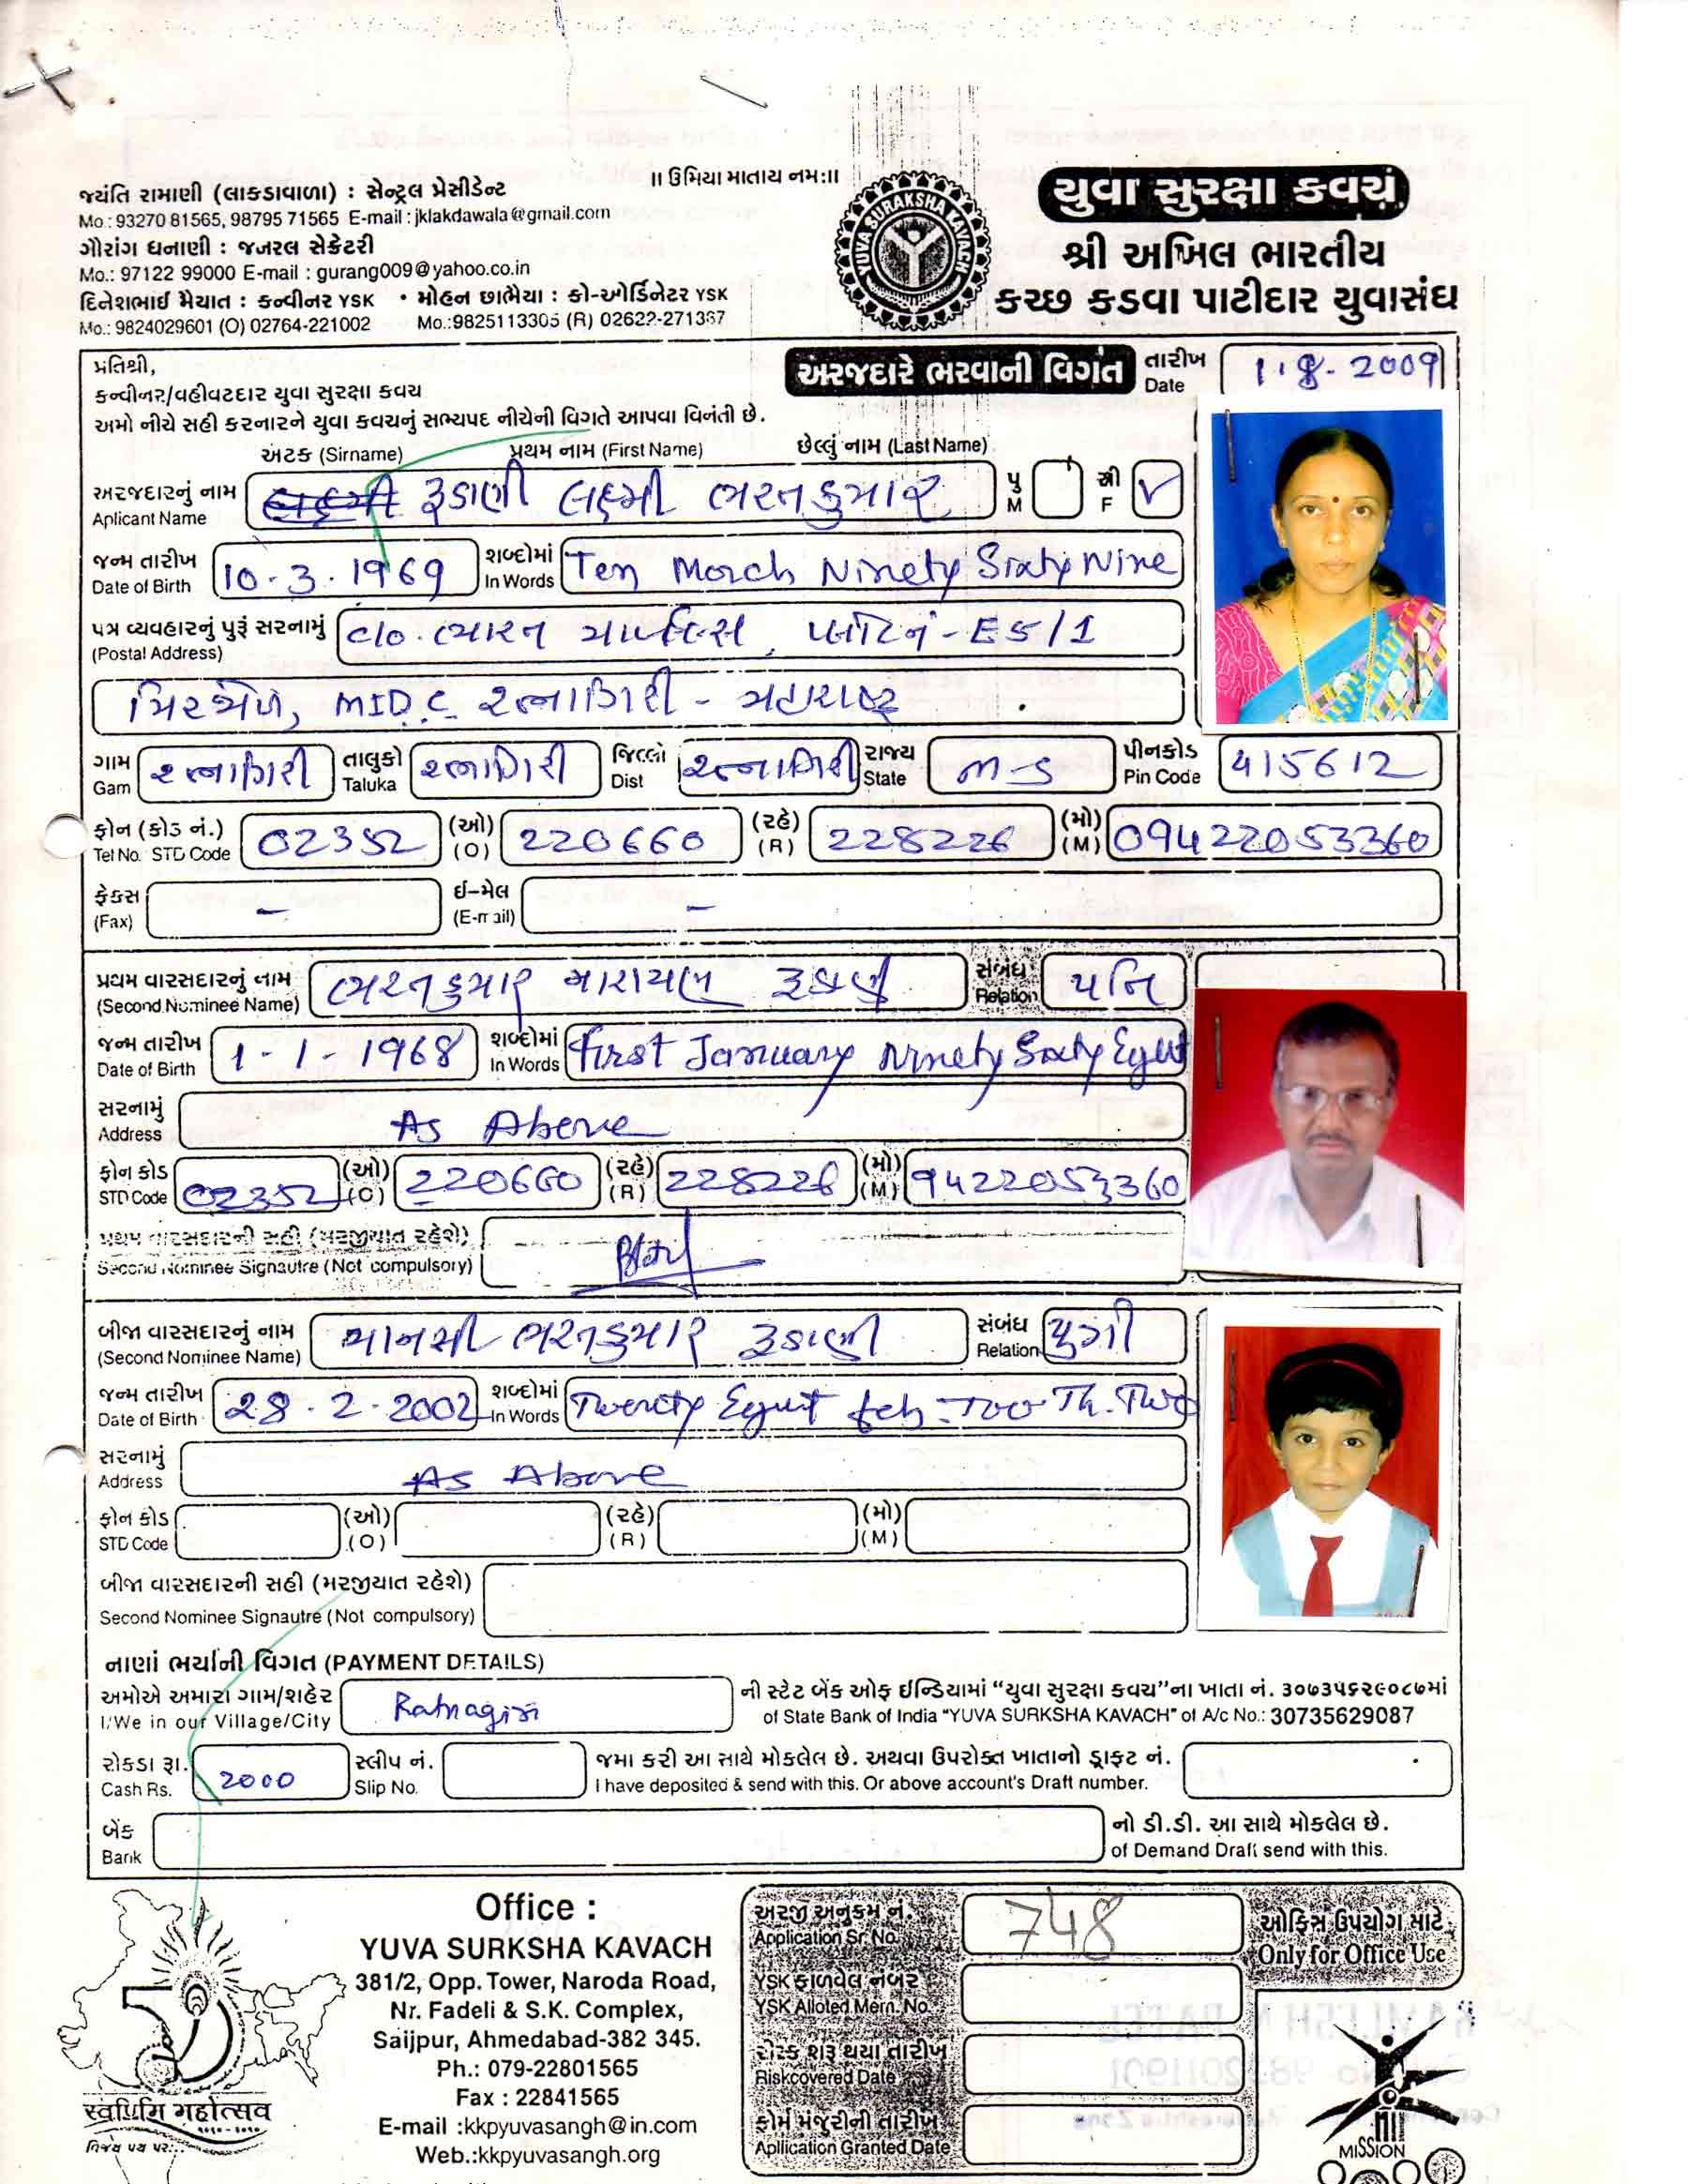 ॥ ઉમિયા માતાય નમઃ॥
જયંતિ રામાણી (લાકડાવાળા) : સેન્ટ્રલ પ્રેસીડેન્ટ
Mo.: 93270 81565, 98795 71565 E-mail : jklakdawala@gmail.com
ગૌરાંગ ધનાણી : જનરલ સેક્રેટરી
Mo.: 97122 99000 E-mail : gurang009@yahoo.co.in
દિનેશભાઈ મૈયાત : કન્વીનર YSK • મોહન છાભૈયા : કો-ઓર્ડિનેટર YSK
Mo.: 9824029601 (O) 02764-221002 Mo.:9825113305 (R) 02622-271367
YUVA SURAKSHA KAVACH
યુવા સુરક્ષા કવચ
શ્રી અખિલ ભારતીય
કચ્છ કડવા પાટીદાર યુવાસંઘ
પ્રતિશ્રી,
કન્વીનર/વહીવટદાર યુવા સુરક્ષા કવચ
અરજદારે ભરવાની વિગત તારીખ Date 1.8.2009
અમો નીચે સહી કરનારને યુવા કવચનું સભ્યપદ નીચેની વિગતે આપવા વિનંતી છે.
અટક (Sirname) પ્રથમ નામ (First Name) છેલ્લું નામ (Last Name)
અરજદારનું નામ Aplicant Name રૂડાણી લક્ષ્મી ભરતકુમાર પુ M સ્ત્રી F ✓
જન્મ તારીખ Date of Birth 10-3-1969 શબ્દોમાં In Words Ten March Ninety Sixty Nine
પત્ર વ્યવહારનું પુરૂં સરનામું (Postal Address) c/o. ભારત માર્બલ્સ, પ્લોટ નં - E 5/1
મિરજોળ, MIDC રત્નાગિરી - મહારાષ્ટ્ર
ગામ Gam રત્નાગિરી તાલુકો Taluka રત્નાગિરી જિલ્લો Dist રત્નાગિરી રાજ્ય State M-S પીનકોડ Pin Code 415612
ફોન (કોડ નં.) Tel No. STD Code 02352 (ઓ) (O) 220660 (રહે) (R) 228226 (મો) (M) 09422053360
ફેકસ (Fax) - ઈ-મેલ (E-mail) -
પ્રથમ વારસદારનું નામ (Second Nominee Name) ભરતકુમાર નારાયણ રૂડાણી સંબંધ Relation પતિ
જન્મ તારીખ Date of Birth 1-1-1968 શબ્દોમાં In Words First January Ninety Sixty Eyut
સરનામું Address As Above
ફોન કોડ STD Code 02352 (ઓ) (O) 220660 (રહે) (R) 228226 (મો) (M) 9422053360
પ્રથમ વારસદારની સહી (મરજીયાત રહેશે)
Second Nominee Signautre (Not compulsory)
બીજા વારસદારનું નામ (Second Nominee Name) માનસી ભરતકુમાર રૂડાણી સંબંધ Relation પુત્રી
જન્મ તારીખ Date of Birth 28-2-2002 શબ્દોમાં In Words Twenty Eyut feb. Too Th. Two
સરનામું Address As Above
ફોન કોડ STD Code (ઓ) (O) (રહે) (R) (મો) (M)
બીજા વારસદારની સહી (મરજીયાત રહેશે)
Second Nominee Signautre (Not compulsory)
નાણાં ભર્યાની વિગત (PAYMENT DETAILS)
અમોએ અમારા ગામ/શહેર Ratnagiri ની સ્ટેટ બેંક ઓફ ઈન્ડિયામાં "યુવા સુરક્ષા કવચ"ના ખાતા નં. ૩૦૭૩૫૬૨૯૦૮૭માં
I/We in our Village/City of State Bank of India "YUVA SURKSHA KAVACH" of A/c No.: 30735629087
રોકડા રૂા. Cash Rs. 2000 સ્લીપ નં. Slip No. જમા કરી આ સાથે મોકલેલ છે. અથવા ઉપરોક્ત ખાતાનો ડ્રાફ્ટ નં.
I have deposited & send with this. Or above account's Draft number.
બેંક Bank નો ડી.ડી. આ સાથે મોકલેલ છે.
of Demand Draft send with this.
Office :
YUVA SURKSHA KAVACH
381/2, Opp. Tower, Naroda Road,
Nr. Fadeli & S.K. Complex,
Saijpur, Ahmedabad-382 345.
Ph.: 079-22801565
Fax : 22841565
E-mail :kkpyuvasangh@in.com
Web.:kkpyuvasangh.org
અરજી અનુક્રમ નં. Application Sr. No. 748
ઓફિસ ઉપયોગ માટે
Only for Office Use
YSK ફાળવેલ નંબર
YSK Alloted Mem. No.
રીસ્ક શરૂ થયા તારીખ
Riskcovered Date
ફોર્મ મંજુરીની તારીખ
Apllication Granted Date
स्वर्णिम महोत्सव
MISSION